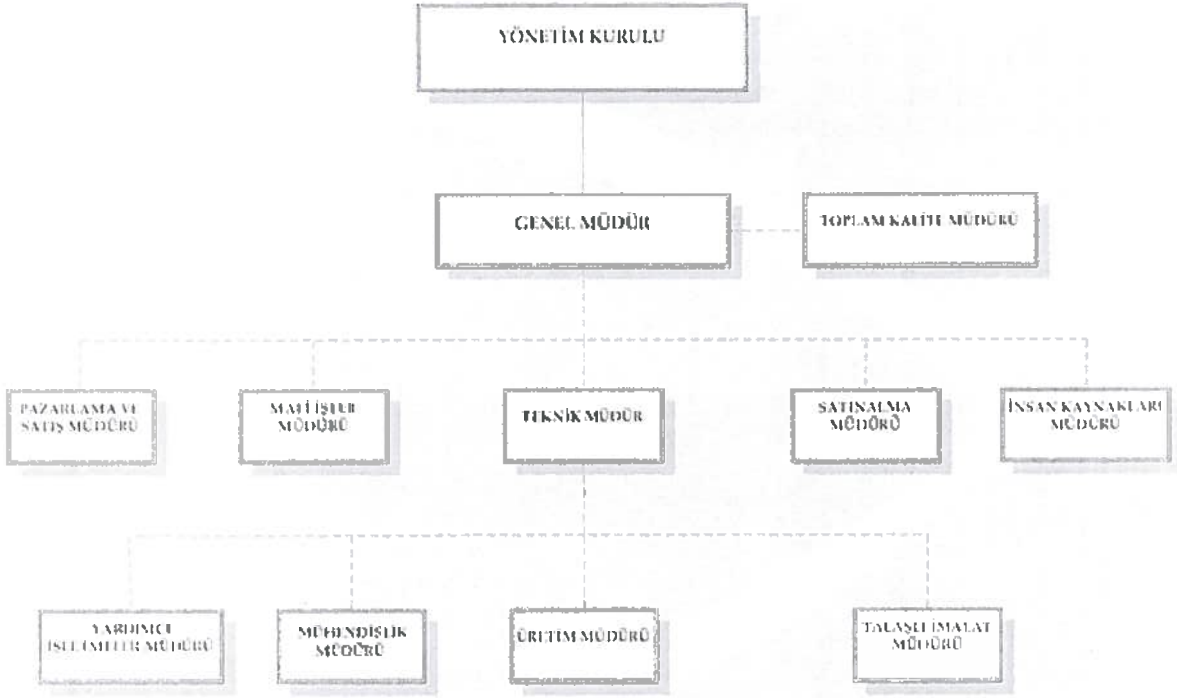 YÖNETİM KURULU
GENEL MÜDÜR
TOPLAM KALİTE MÜDÜRÜ
PAZARLAMA VE
SATIŞ MÜDÜRÜ
MALİ İŞLER
MÜDÜRÜ
TEKNİK MÜDÜR
SATINALMA
MÜDÜRÜ
İNSAN KAYNAKLARI
MÜDÜRÜ
YARDIMCI
İŞLETMELER MÜDÜRÜ
MÜHENDİSLİK
MÜDÜRÜ
ÜRETİM MÜDÜRÜ
TALAŞLI İMALAT
MÜDÜRÜ